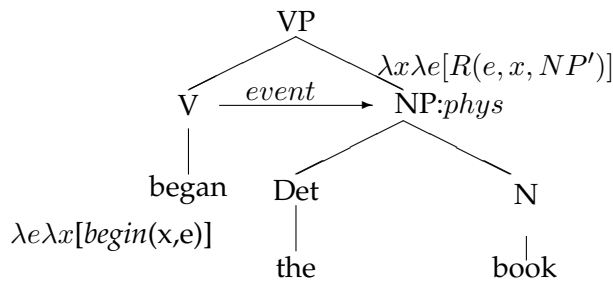 VP
λxλe[R(e, x, NP′)]
V event NP:phys
began Det N
λeλx[begin(x,e)]
the book